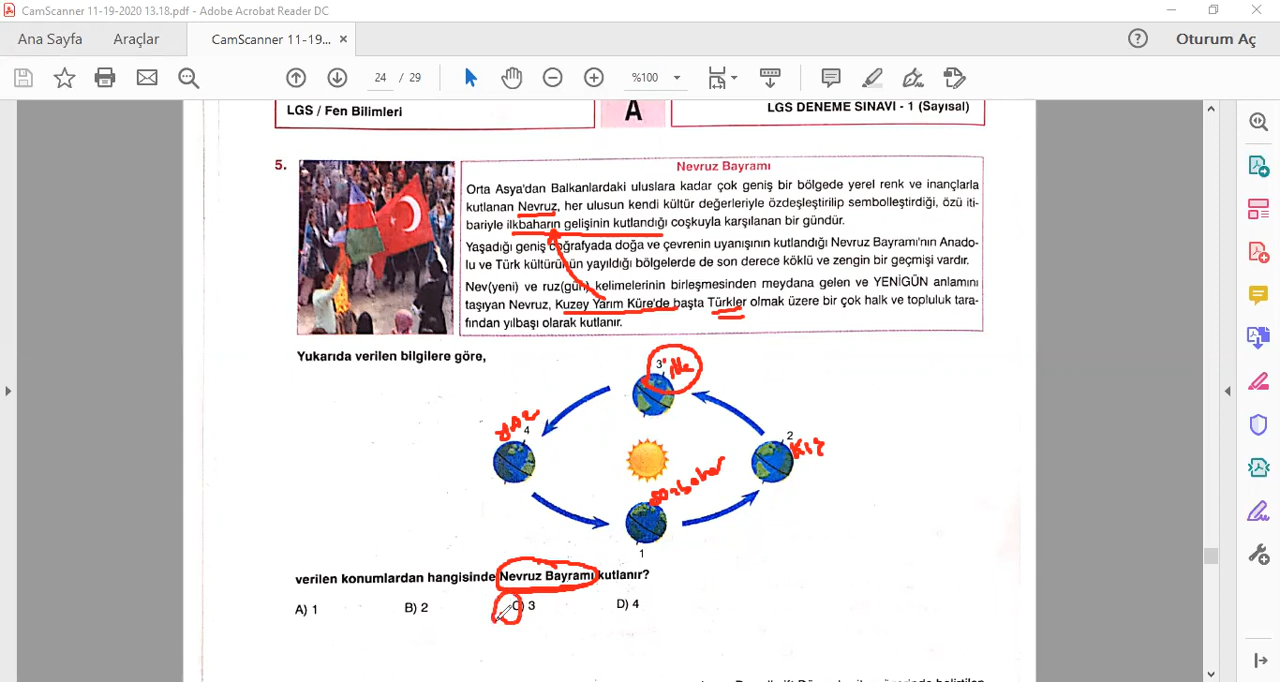 CamScanner 11-19-2020 13.18.pdf - Adobe Acrobat Reader DC
Ana Sayfa Araçlar CamScanner 11-19... × ? Oturum Aç
24 / 29 %100
LGS / Fen Bilimleri A LGS DENEME SINAVI - 1 (Sayısal)
5.
Nevruz Bayramı
Orta Asya'dan Balkanlardaki uluslara kadar çok geniş bir bölgede yerel renk ve inançlarla
kutlanan Nevruz, her ulusun kendi kültür değerleriyle özdeşleştirilip sembolleştirdiği, özü iti-
bariyle ilkbaharın gelişinin kutlandığı coşkuyla karşılanan bir gündür.
Yaşadığı geniş coğrafyada doğa ve çevrenin uyanışının kutlandığı Nevruz Bayramı'nın Anado-
lu ve Türk kültürünün yayıldığı bölgelerde de son derece köklü ve zengin bir geçmişi vardır.
Nev(yeni) ve ruz(gün) kelimelerinin birleşmesinden meydana gelen ve YENİGÜN anlamını
taşıyan Nevruz, Kuzey Yarım Küre'de başta Türkler olmak üzere bir çok halk ve topluluk tara-
fından yılbaşı olarak kutlanır.
Yukarıda verilen bilgilere göre,
3 ilk
yaz
4
2
Kış
Sonbahar
1
verilen konumlardan hangisinde Nevruz Bayramı kutlanır?
A) 1 B) 2 C) 3 D) 4